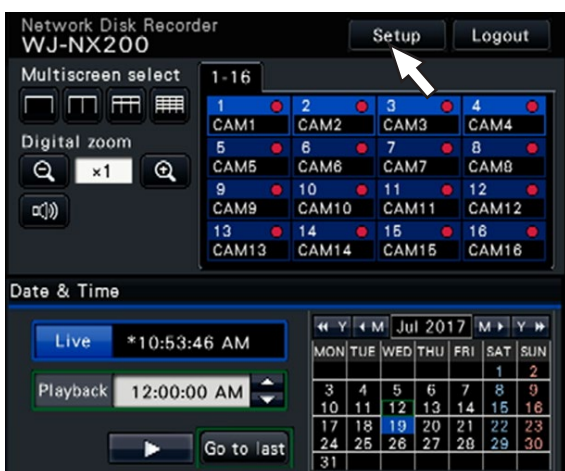 Network Disk Recorder
WJ-NX200
Setup
Logout
Multiscreen select
1-16
1 2 3 4
CAM1 CAM2 CAM3 CAM4
Digital zoom
×1
5 6 7 8
CAM5 CAM6 CAM7 CAM8
9 10 11 12
CAM9 CAM10 CAM11 CAM12
13 14 15 16
CAM13 CAM14 CAM15 CAM16
Date & Time
Live *10:53:46 AM
Playback 12:00:00 AM
Go to last
Y M Jul 2017 M Y
MON TUE WED THU FRI SAT SUN
1 2
3 4 5 6 7 8 9
10 11 12 13 14 15 16
17 18 19 20 21 22 23
24 25 26 27 28 29 30
31